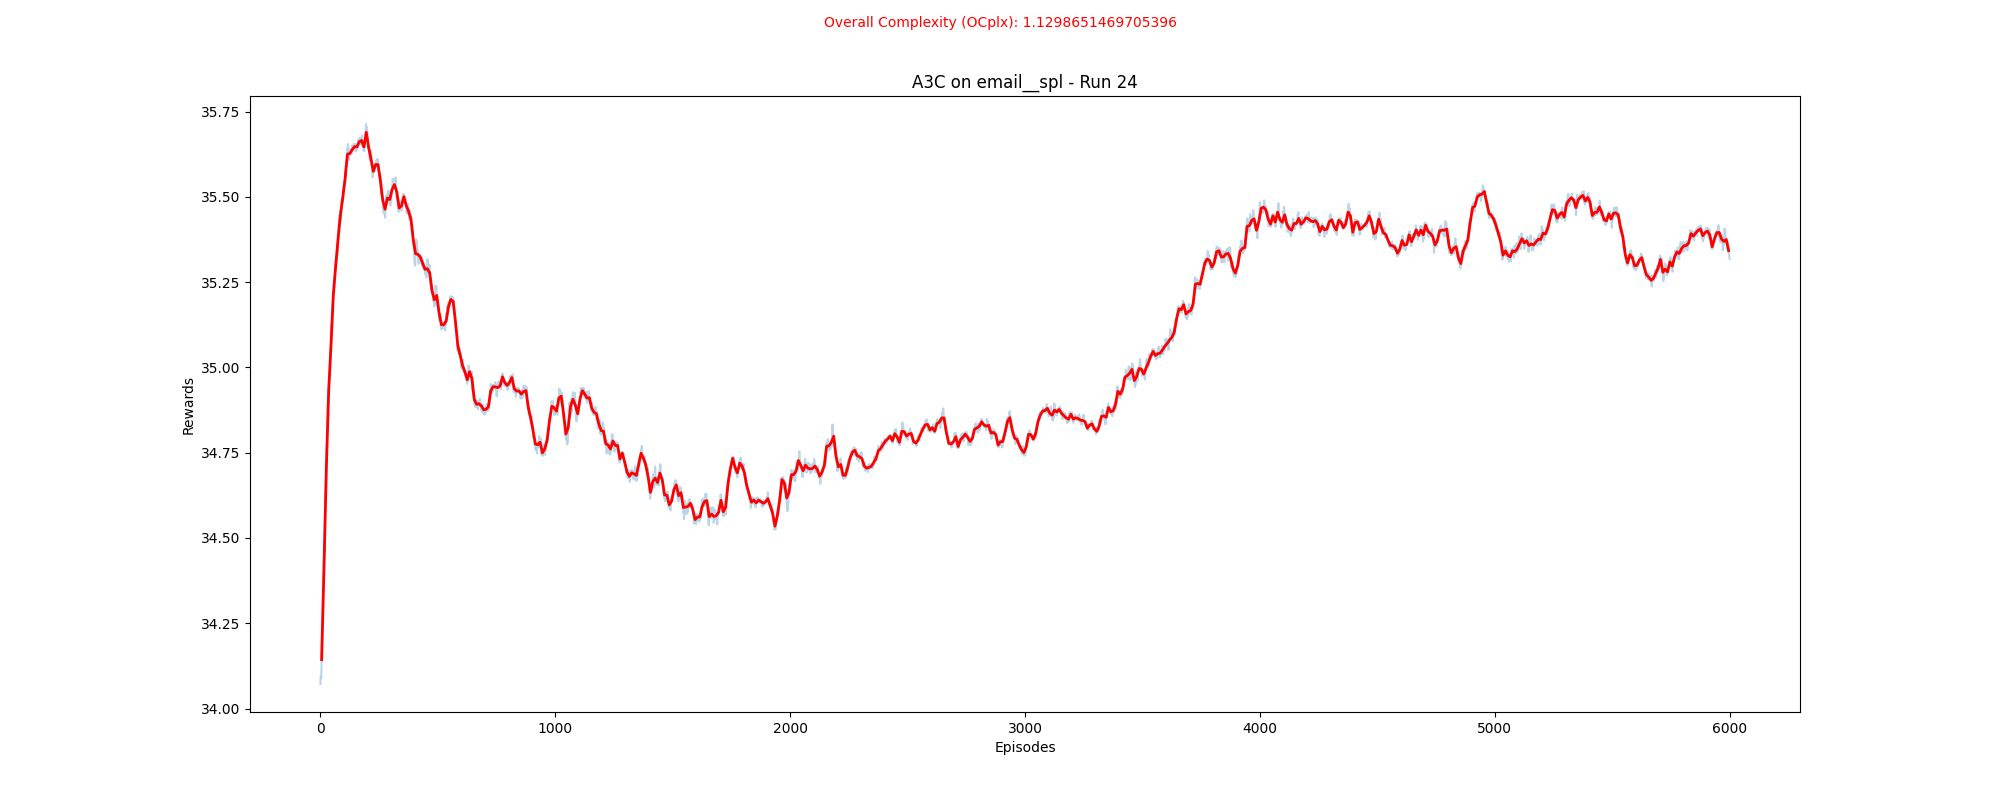 Overall Complexity (OCplx): 1.1298651469705396
A3C on email__spl - Run 24
35.75
35.50
35.25
35.00
34.75
34.50
34.25
34.00
Rewards
0 1000 2000 3000 4000 5000 6000
Episodes